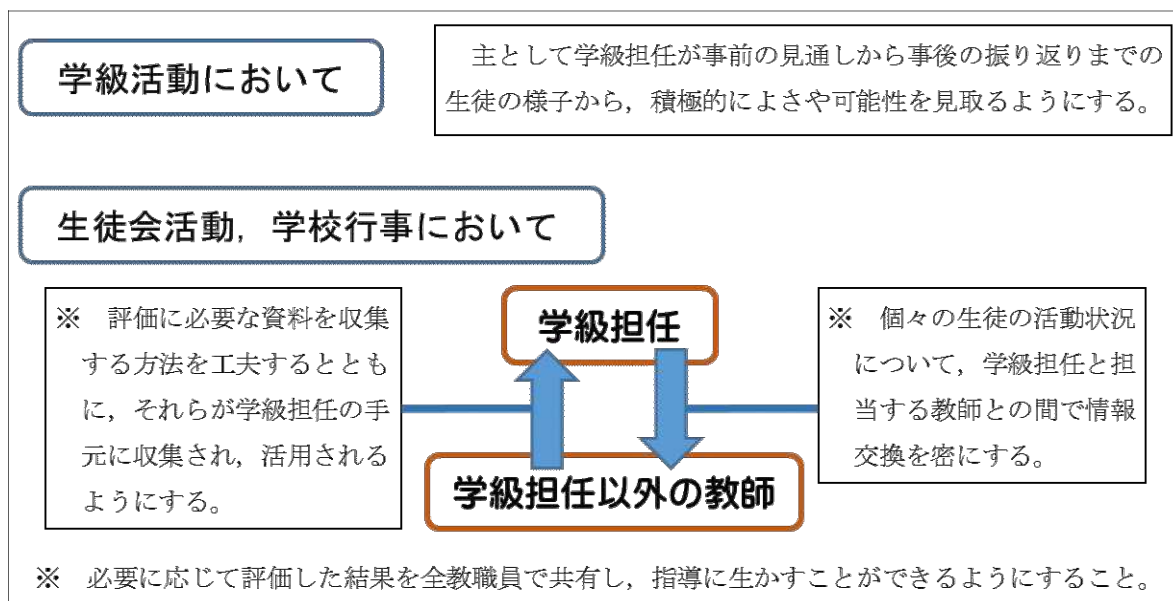 学級活動において
　主として学級担任が事前の見通しから事後の振り返りまでの
生徒の様子から，積極的によさや可能性を見取るようにする。
生徒会活動，学校行事において
※　評価に必要な資料を収集
する方法を工夫するととも
に，それらが学級担任の手
元に収集され，活用される
ようにする。
学級担任
学級担任以外の教師
※　個々の生徒の活動状況
について，学級担任と担
当する教師との間で情報
交換を密にする。
※　必要に応じて評価した結果を全教職員で共有し，指導に生かすことができるようにすること。